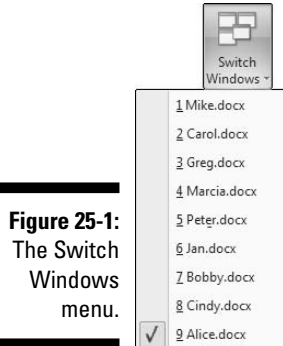 Switch
Windows
1 Mike.docx
2 Carol.docx
3 Greg.docx
4 Marcia.docx
5 Peter.docx
6 Jan.docx
7 Bobby.docx
8 Cindy.docx
9 Alice.docx
Figure 25-1:
The Switch
Windows
menu.